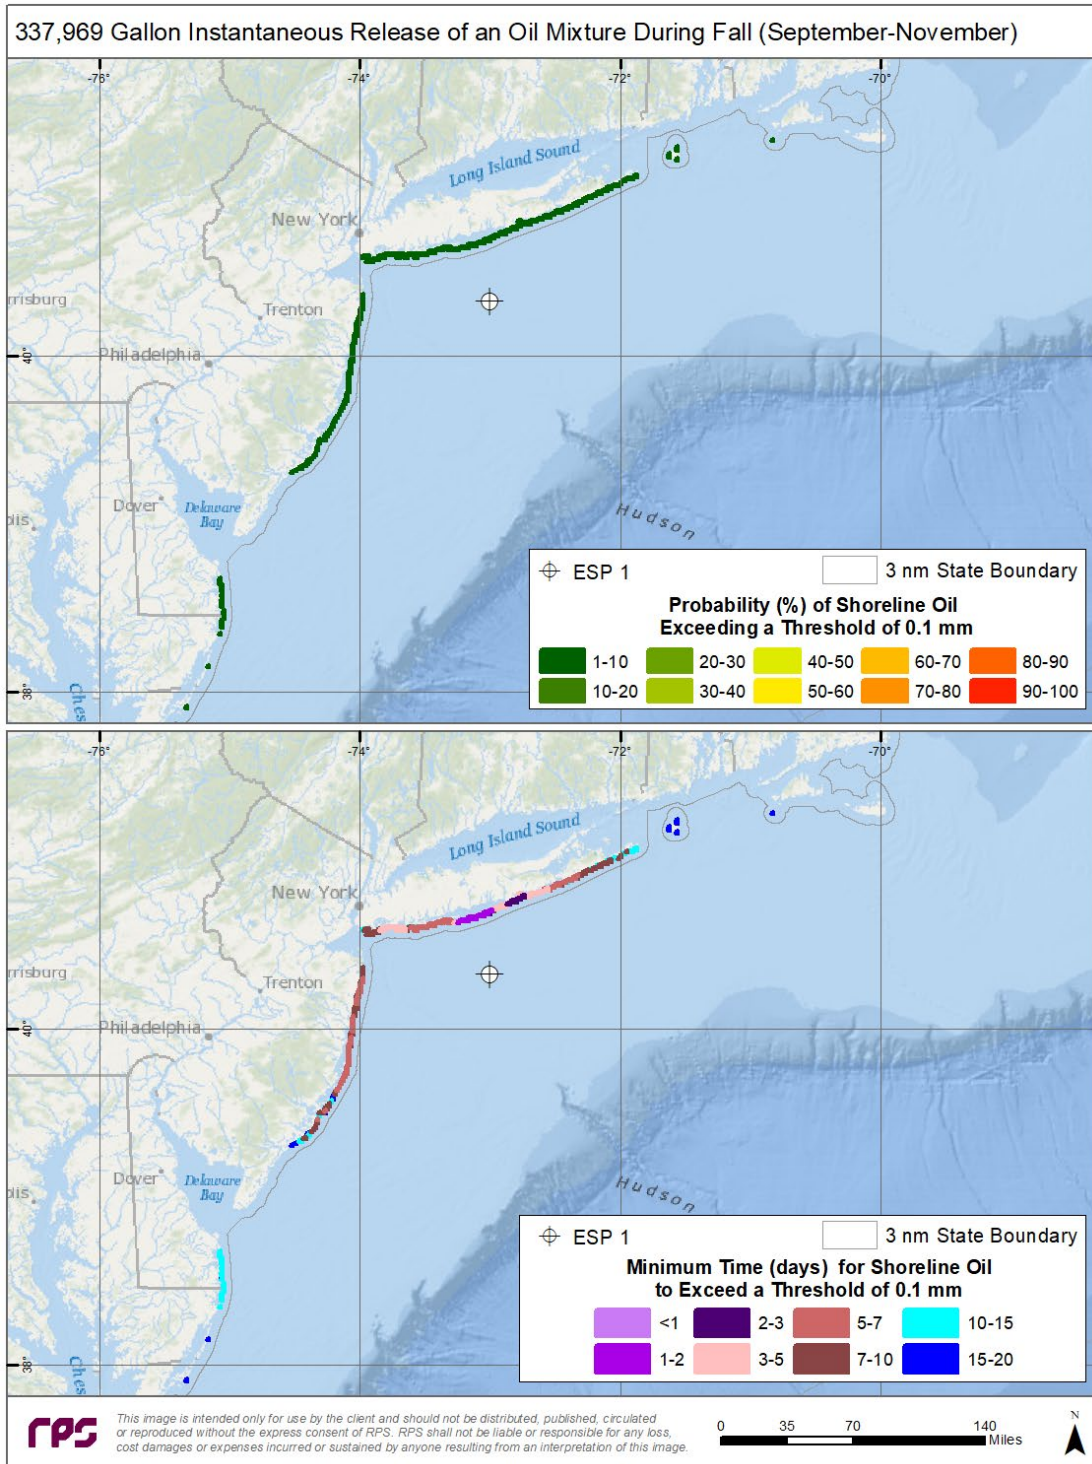 337,969 Gallon Instantaneous Release of an Oil Mixture During Fall (September-November)
-76°
-74°
-72°
-70°
Long Island Sound
New York
rrisburg
Trenton
Philadelphia
40°
Dover
Delaware
Bay
lis
Hudson
38°
Ches
ESP 1
3 nm State Boundary
Probability (%) of Shoreline Oil
Exceeding a Threshold of 0.1 mm
1-10 20-30 40-50 60-70 80-90
10-20 30-40 50-60 70-80 90-100
-76°
-74°
-72°
-70°
Long Island Sound
New York
rrisburg
Trenton
Philadelphia
40°
Dover
Delaware
Bay
lis
Hudson
38°
Ches
ESP 1
3 nm State Boundary
Minimum Time (days) for Shoreline Oil
to Exceed a Threshold of 0.1 mm
<1 2-3 5-7 10-15
1-2 3-5 7-10 15-20
rps
This image is intended only for use by the client and should not be distributed, published, circulated
or reproduced without the express consent of RPS. RPS shall not be liable or responsible for any loss,
cost damages or expenses incurred or sustained by anyone resulting from an interpretation of this image.
0 35 70 140
Miles
N